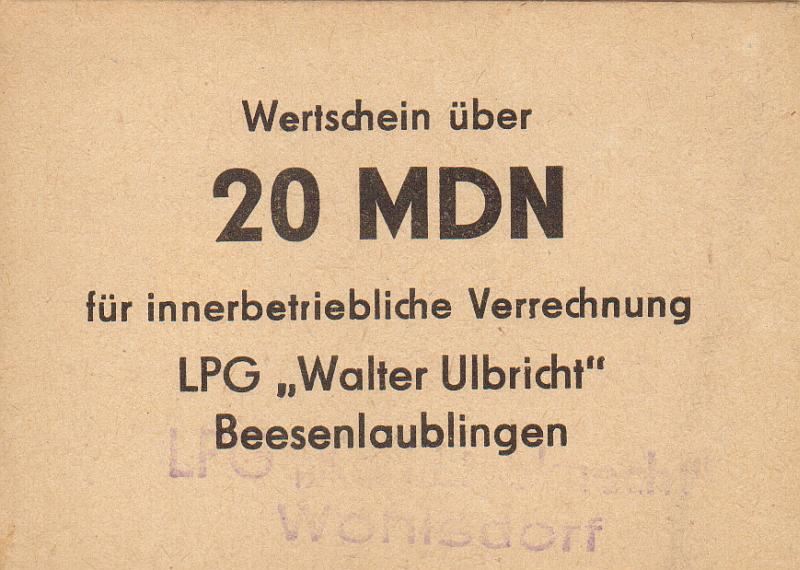 Wertschein über
20 MDN
für innerbetriebliche Verrechnung
LPG „Walter Ulbricht“
Beesenlaublingen
LPG
Wohlsdorf